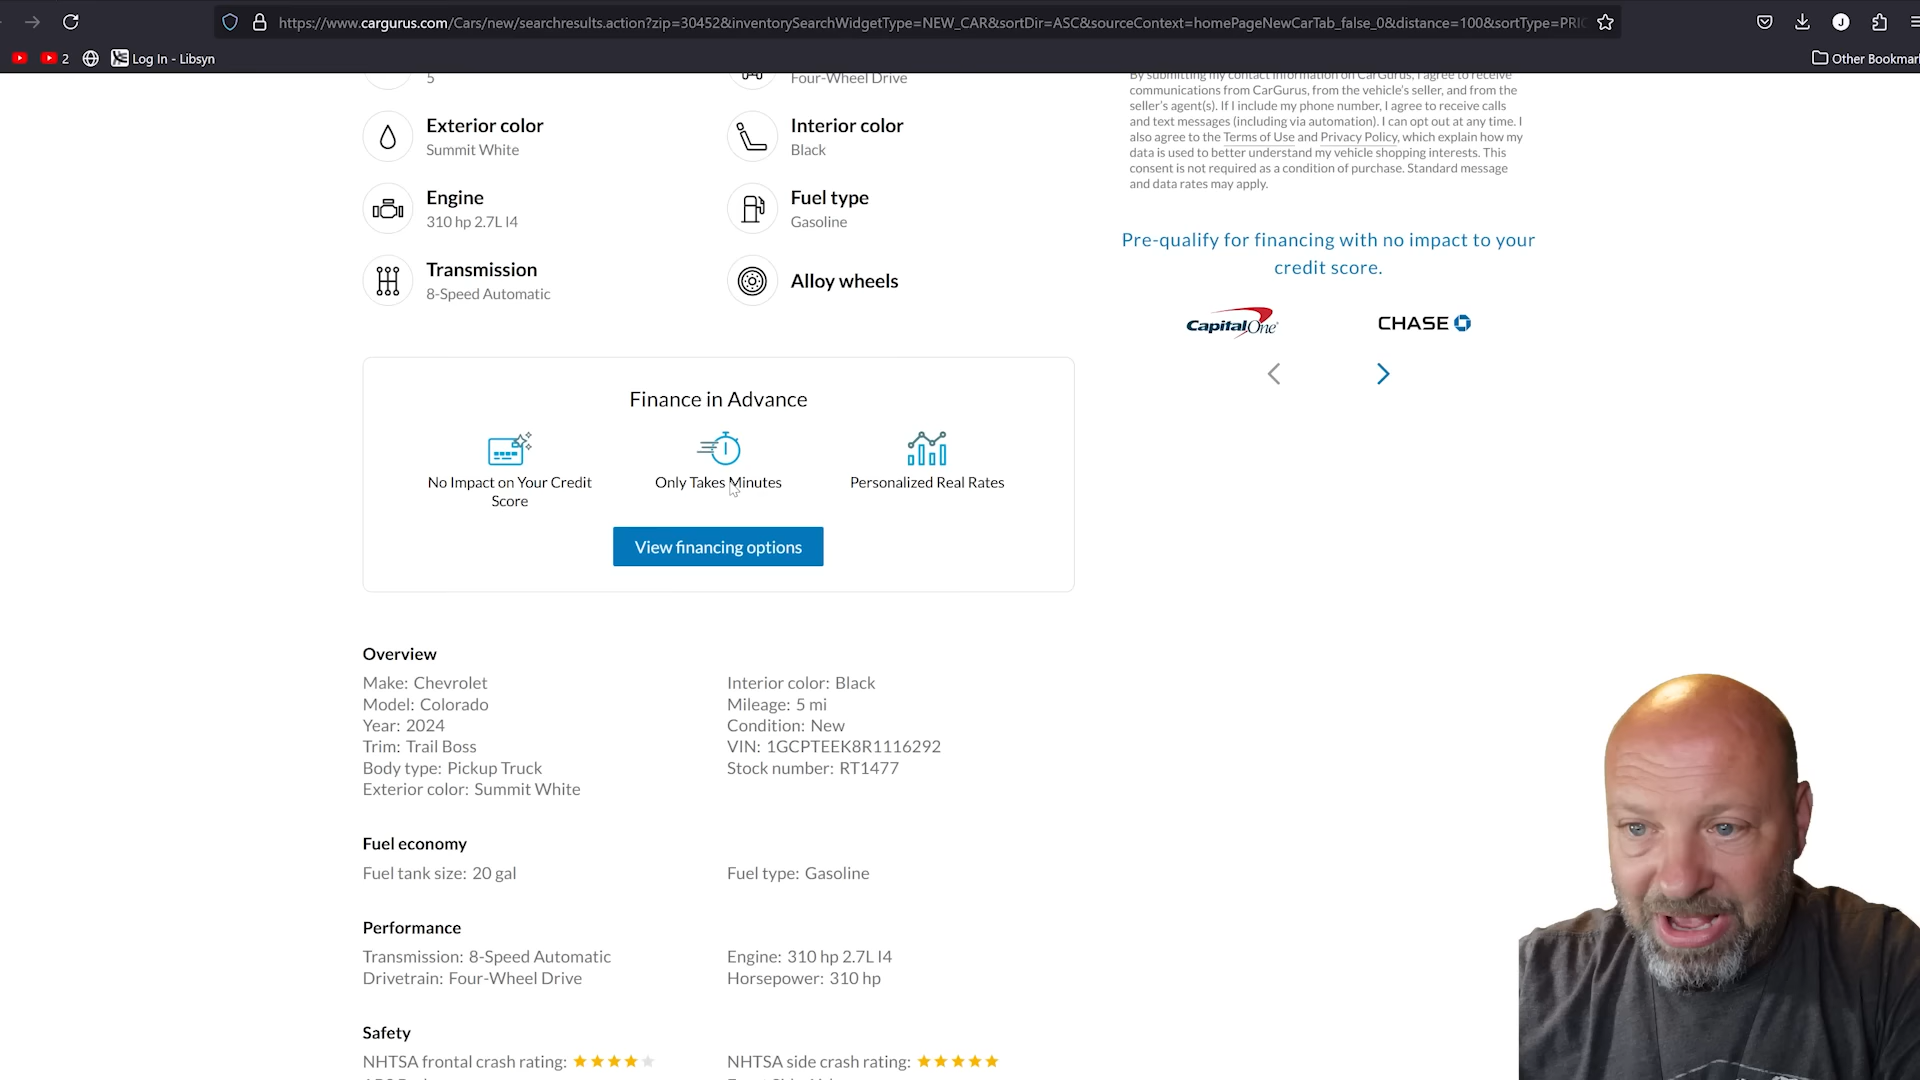 https://www.cargurus.com/Cars/new/searchresults.action?zip=30452&inventorySearchWidgetType=NEW_CAR&sortDir=ASC&sourceContext=homePageNewCarTab_false_0&distance=100&sortType=PRIC
J
2
Log In - Libsyn
Other Bookmar
5
Four-Wheel Drive
Exterior color
Summit White
Interior color
Black
Engine
310 hp 2.7L I4
Fuel type
Gasoline
Transmission
8-Speed Automatic
Alloy wheels
By submitting my contact information on CarGurus, I agree to receive
communications from CarGurus, from the vehicle's seller, and from the
seller's agent(s). If I include my phone number, I agree to receive calls
and text messages (including via automation). I can opt out at any time. I
also agree to the Terms of Use and Privacy Policy, which explain how my
data is used to better understand my vehicle shopping interests. This
consent is not required as a condition of purchase. Standard message
and data rates may apply.
Pre-qualify for financing with no impact to your
credit score.
Capital One
CHASE
Finance in Advance
No Impact on Your Credit
Score
Only Takes Minutes
Personalized Real Rates
View financing options
Overview
Make: Chevrolet
Model: Colorado
Year: 2024
Trim: Trail Boss
Body type: Pickup Truck
Exterior color: Summit White
Interior color: Black
Mileage: 5 mi
Condition: New
VIN: 1GCPTEEK8R1116292
Stock number: RT1477
Fuel economy
Fuel tank size: 20 gal
Fuel type: Gasoline
Performance
Transmission: 8-Speed Automatic
Drivetrain: Four-Wheel Drive
Engine: 310 hp 2.7L I4
Horsepower: 310 hp
Safety
NHTSA frontal crash rating:
NHTSA side crash rating: